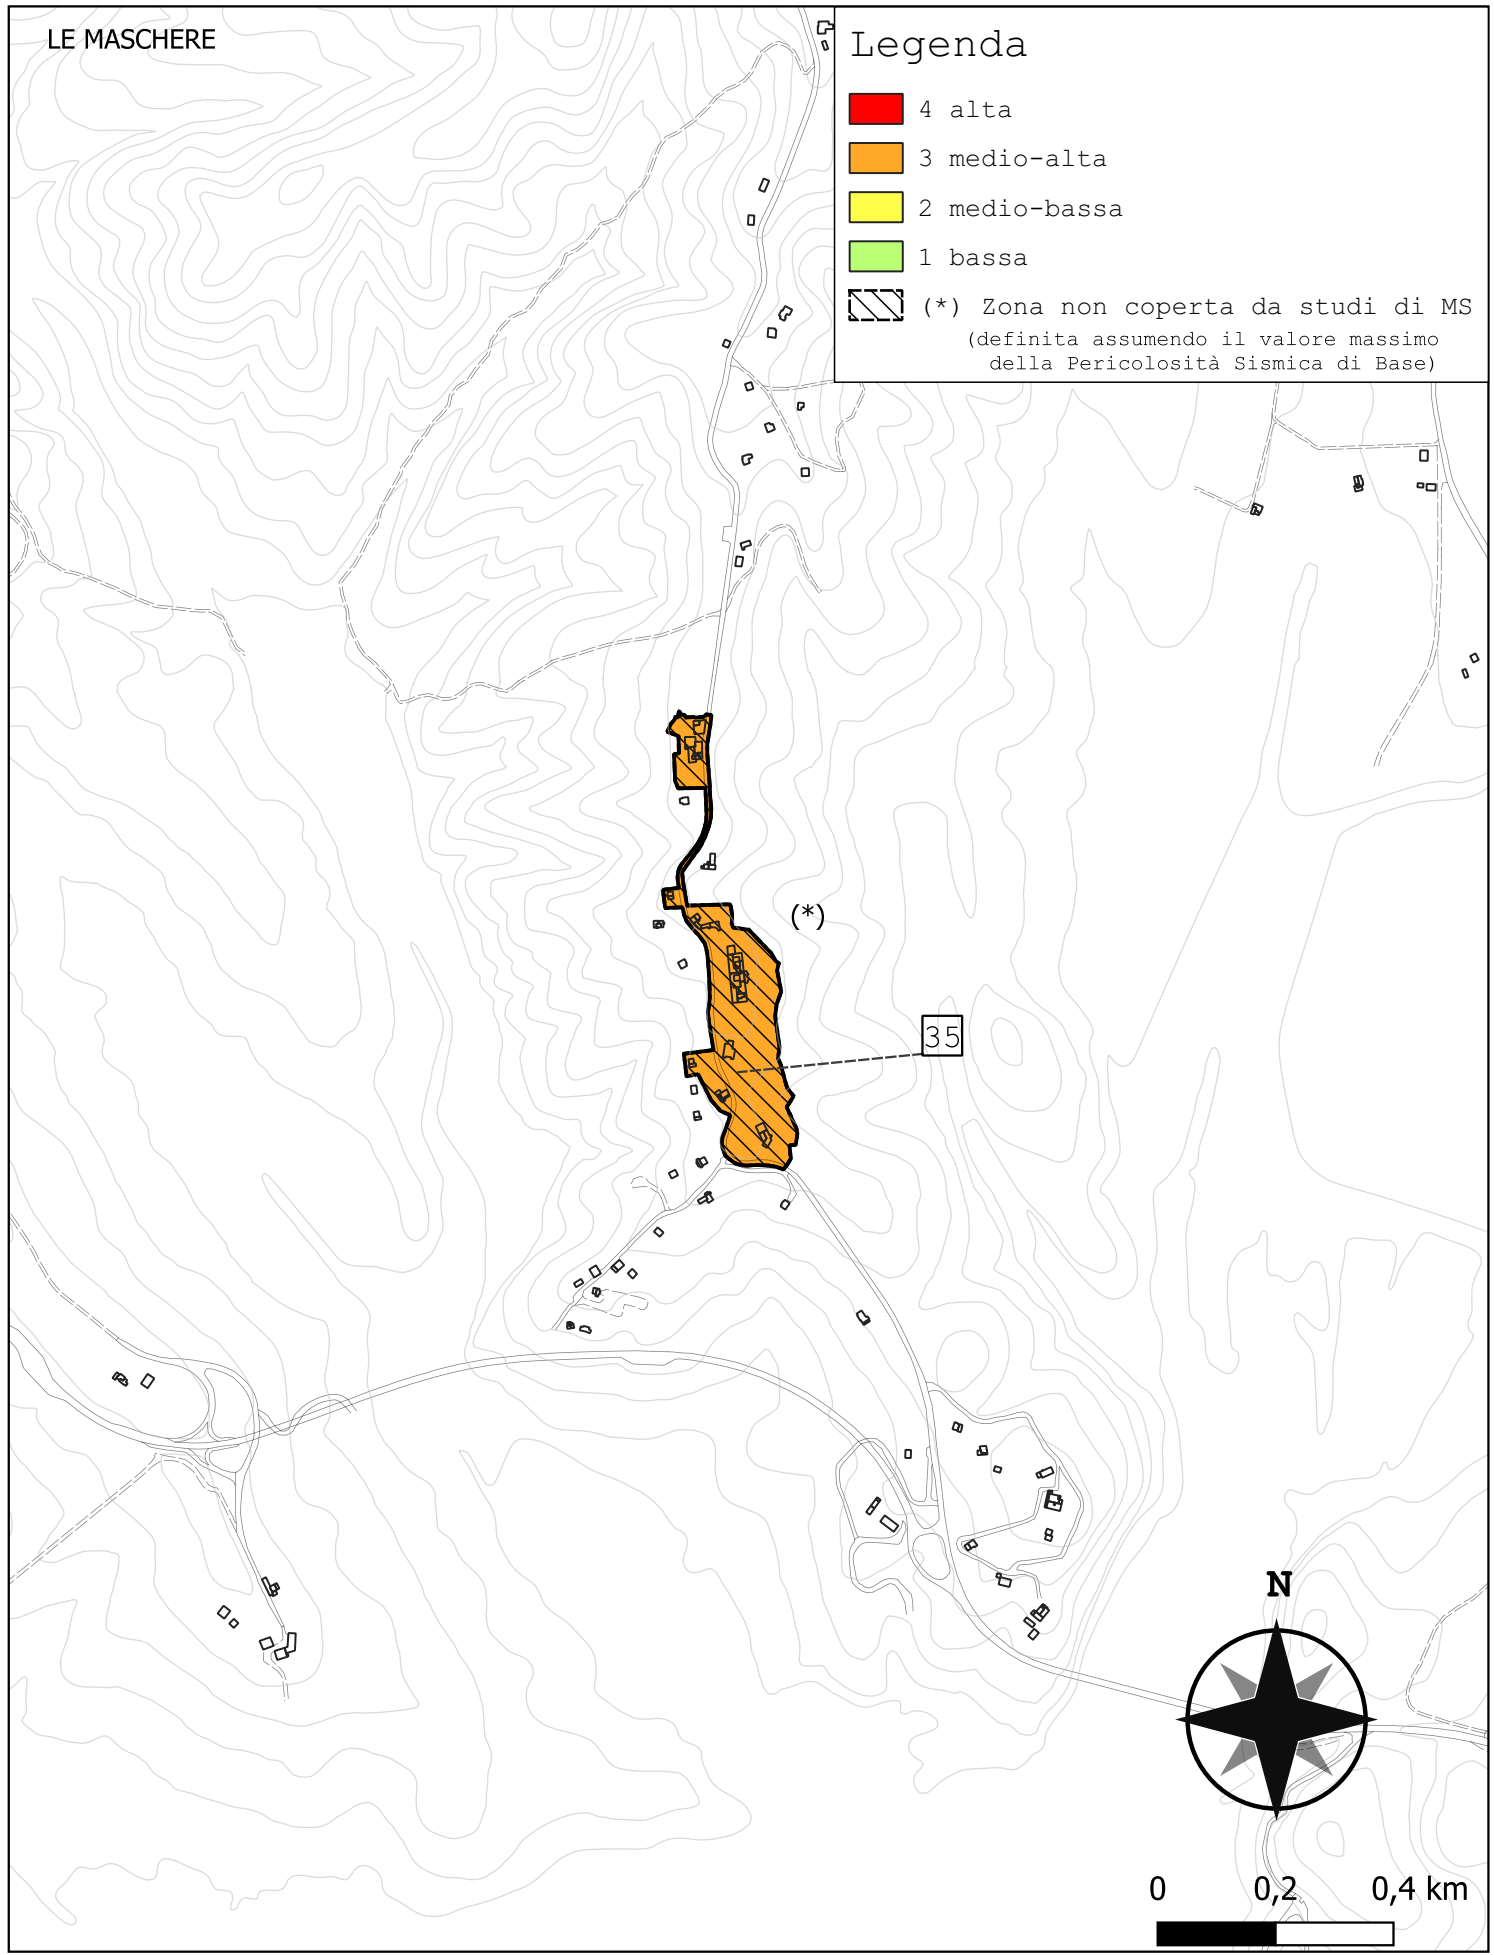 LE MASCHERE
Legenda
4 alta
3 medio-alta
2 medio-bassa
1 bassa
(*) Zona non coperta da studi di MS
(definita assumendo il valore massimo
della Pericolosità Sismica di Base)
(*)
35
N
0 0,2 0,4 km